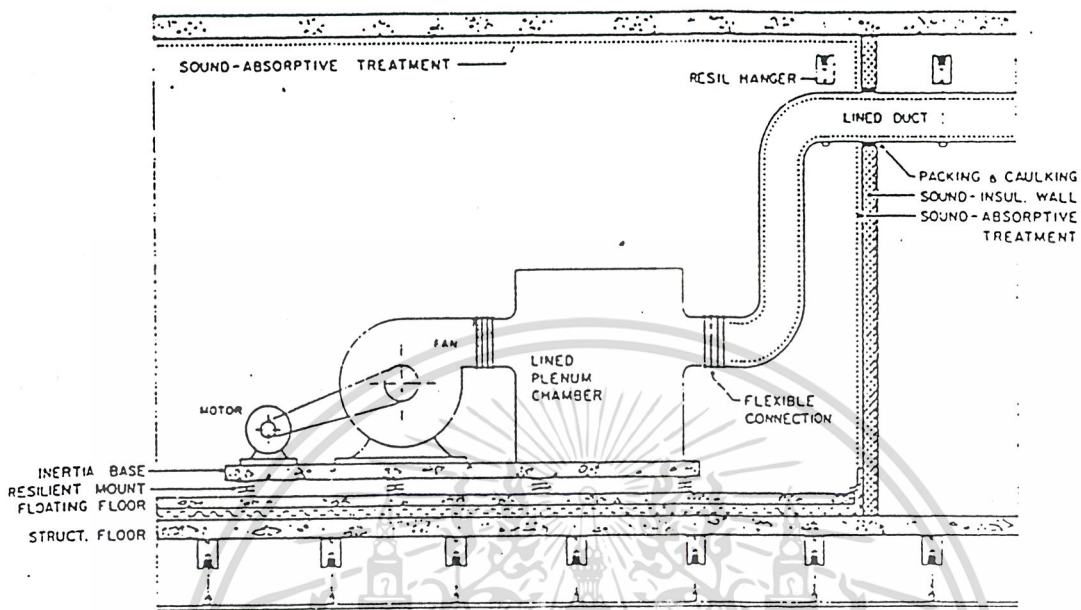 SOUND-ABSORPTIVE TREATMENT
RESIL HANGER
LINED DUCT
PACKING & CAULKING
SOUND-INSUL. WALL
SOUND-ABSORPTIVE
TREATMENT
FAN
LINED
PLENUM
CHAMBER
FLEXIBLE
CONNECTION
MOTOR
INERTIA BASE
RESILIENT MOUNT
FLOATING FLOOR
STRUCT. FLOOR